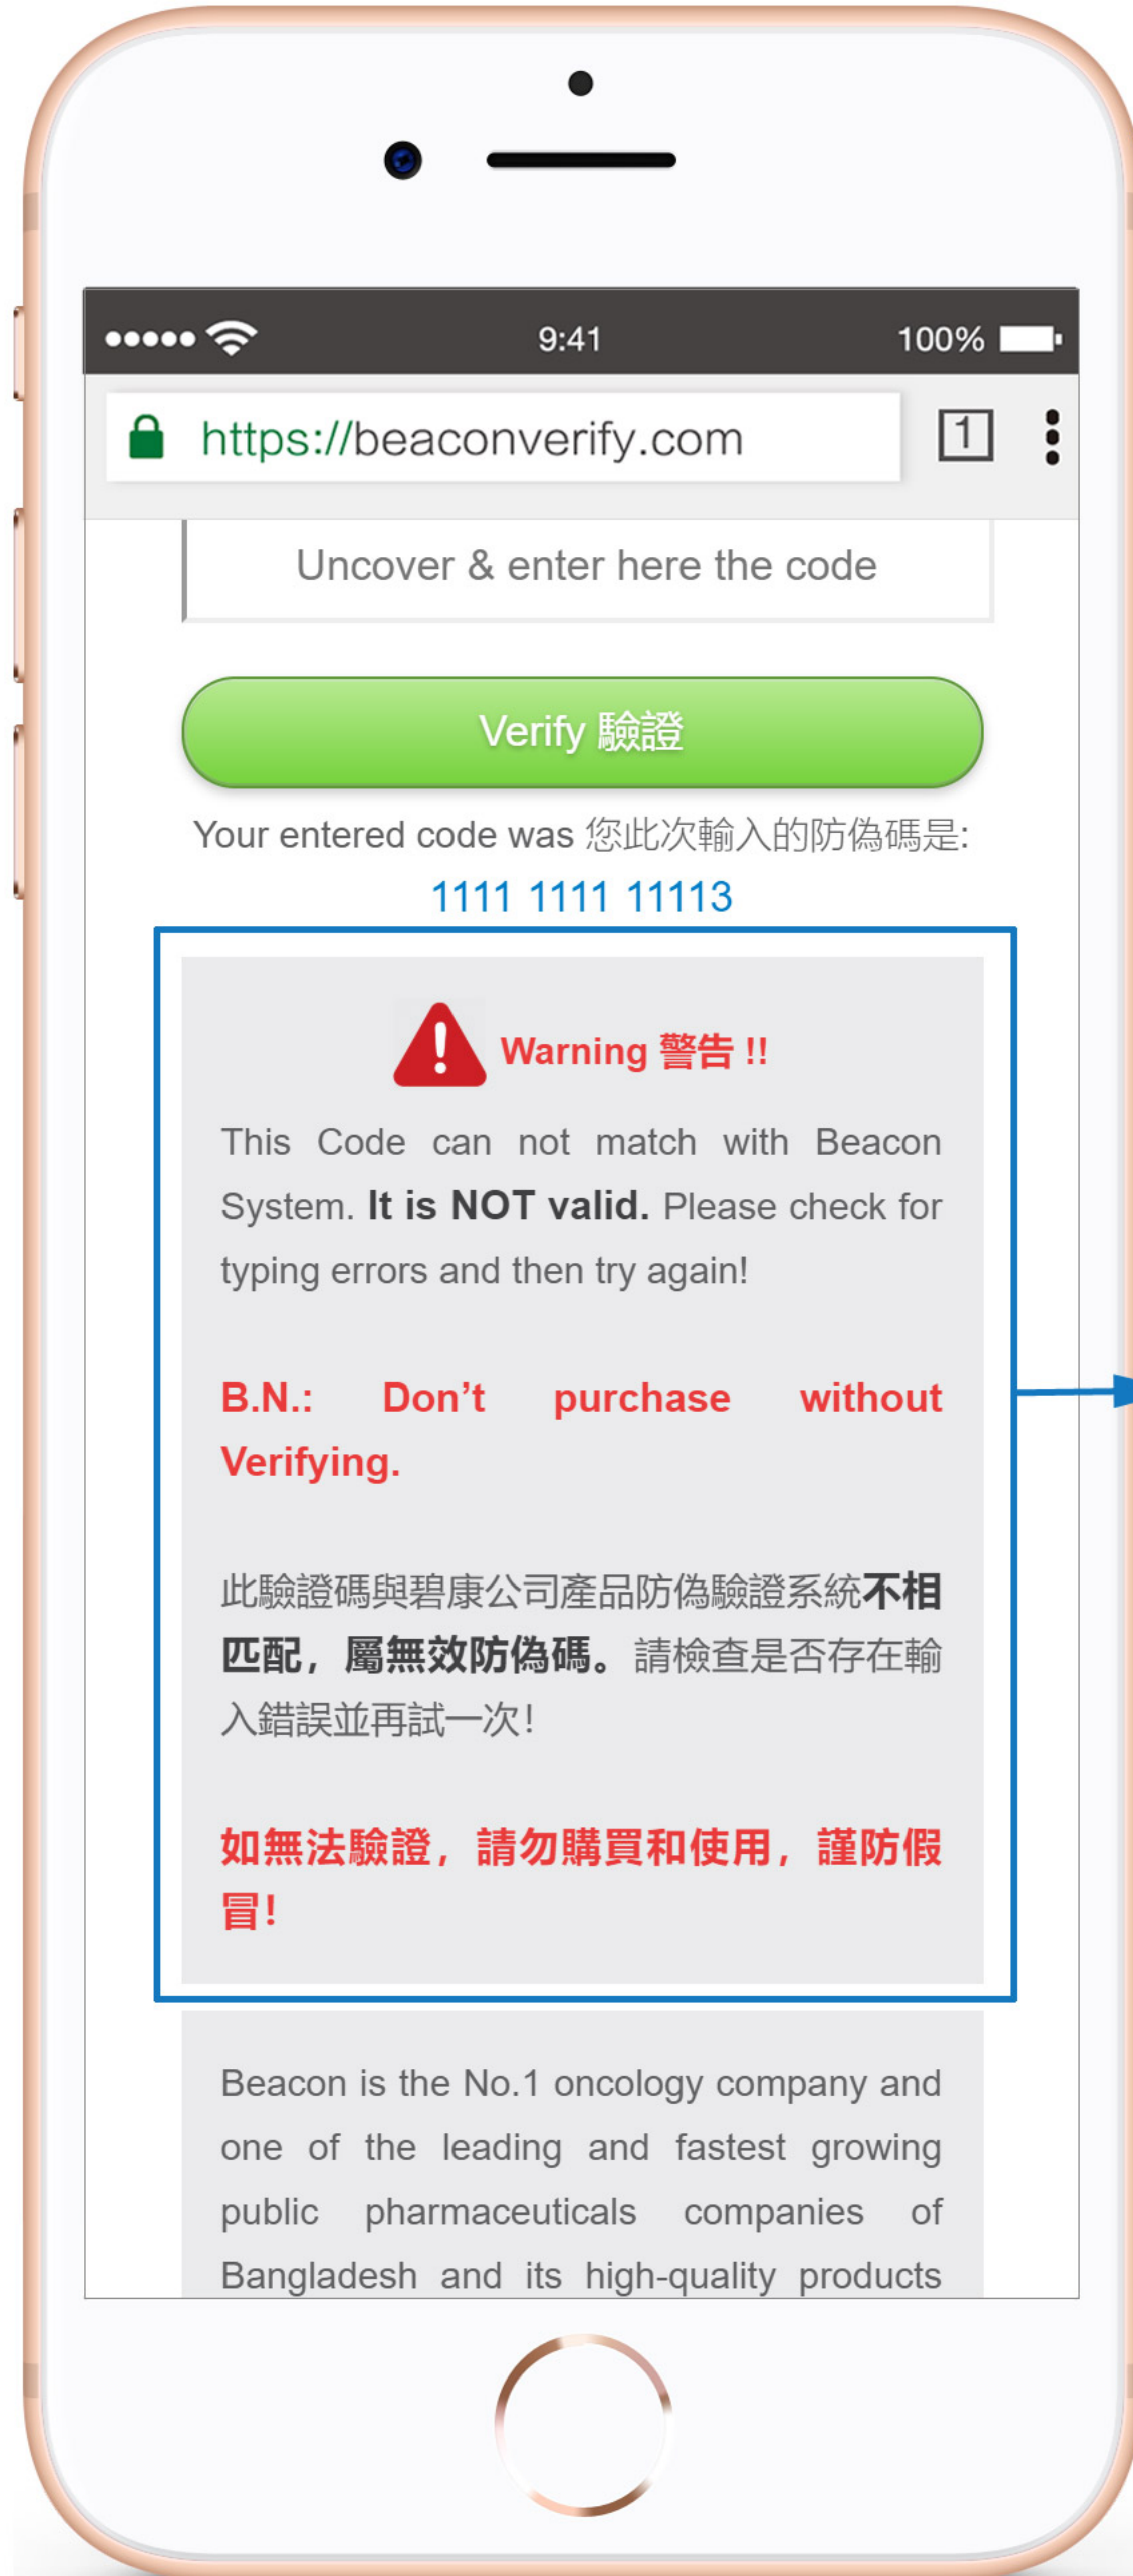 9:41
100%
https://beaconverify.com
1
Uncover & enter here the code
Verify 驗證
Your entered code was 您此次輸入的防偽碼是:
1111 1111 11113
Warning 警告 !!
This Code can not match with Beacon
System. It is NOT valid. Please check for
typing errors and then try again!
B.N.: Don’t purchase without
Verifying.
此驗證碼與碧康公司產品防偽驗證系統不相
匹配，屬無效防偽碼。請檢查是否存在輸
入錯誤並再試一次！
如無法驗證，請勿購買和使用，謹防假
冒！
Beacon is the No.1 oncology company and
one of the leading and fastest growing
public pharmaceuticals companies of
Bangladesh and its high-quality products